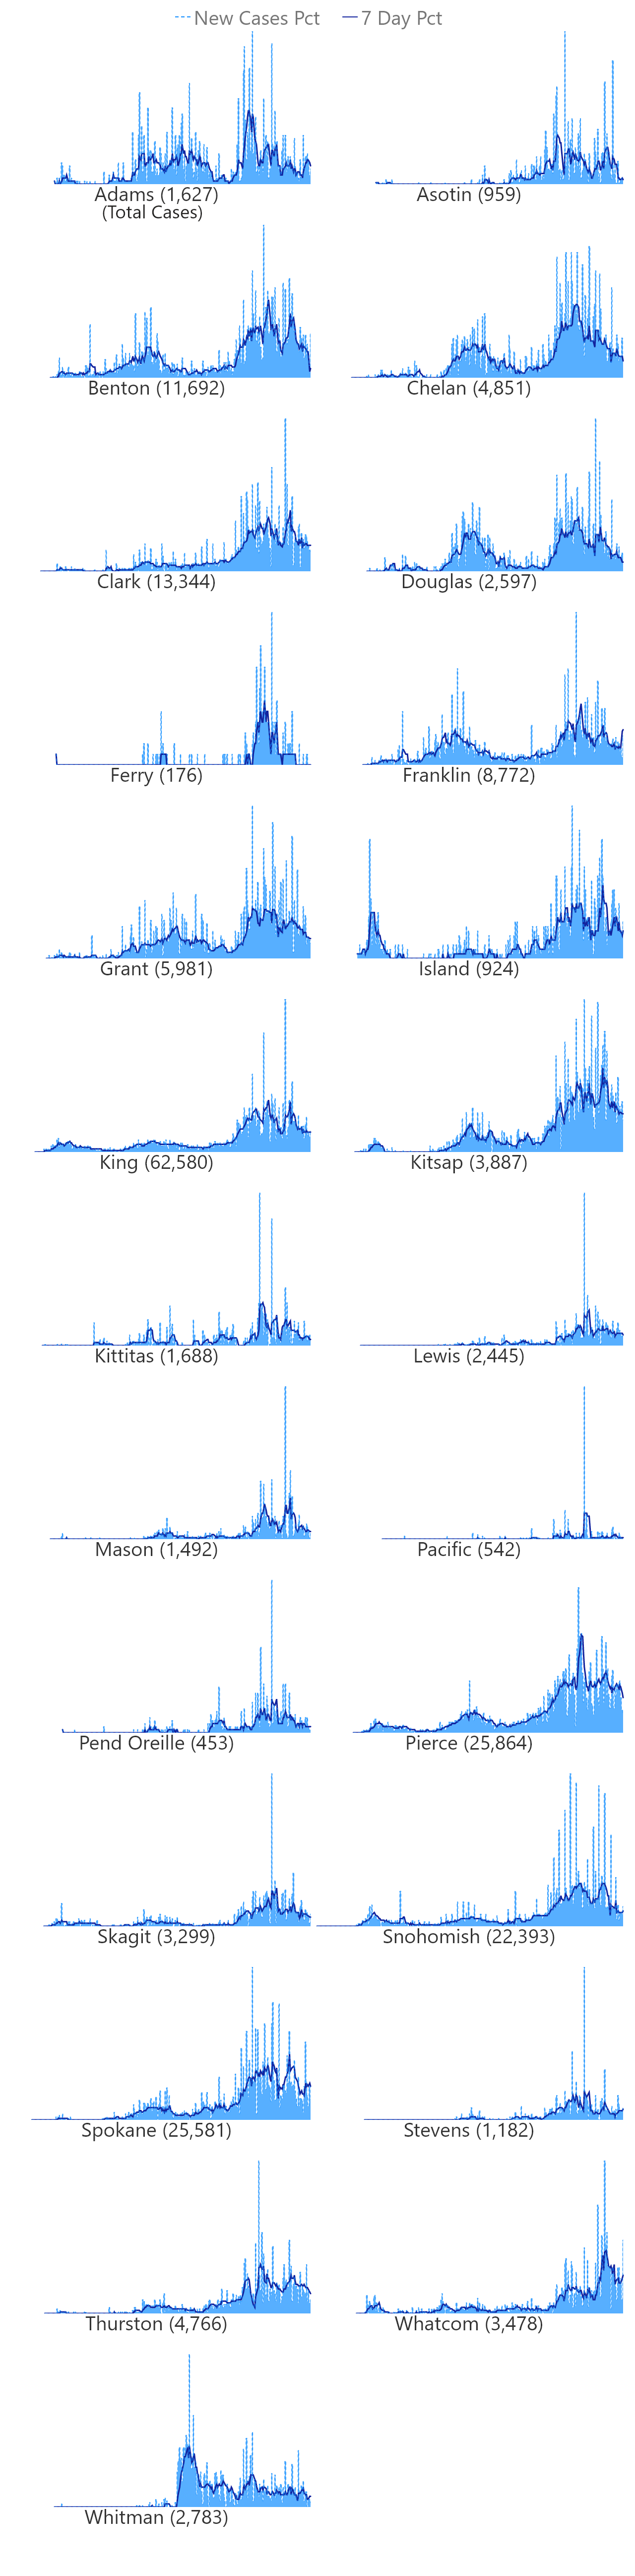 New Cases Pct 7 Day Pct
Adams (1,627)
(Total Cases)
Asotin (959)
Benton (11,692)
Chelan (4,851)
Clark (13,344)
Douglas (2,597)
Ferry (176)
Franklin (8,772)
Grant (5,981)
Island (924)
King (62,580)
Kitsap (3,887)
Kittitas (1,688)
Lewis (2,445)
Mason (1,492)
Pacific (542)
Pend Oreille (453)
Pierce (25,864)
Skagit (3,299)
Snohomish (22,393)
Spokane (25,581)
Stevens (1,182)
Thurston (4,766)
Whatcom (3,478)
Whitman (2,783)